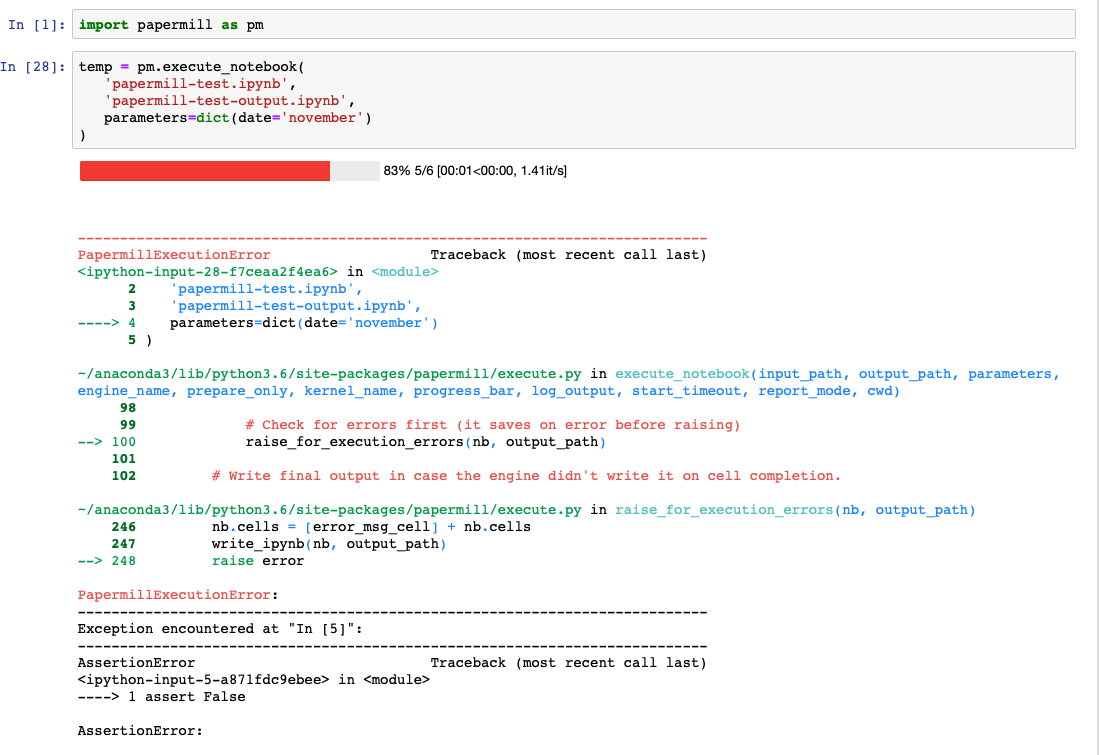 In [1]: import papermill as pm
In [28]: temp = pm.execute_notebook(
'papermill-test.ipynb',
'papermill-test-output.ipynb',
parameters=dict(date='november')
)
83% 5/6 [00:01<00:00, 1.41it/s]
---------------------------------------------------------------------------
PapermillExecutionError                   Traceback (most recent call last)
<ipython-input-28-f7ceaa2f4ea6> in <module>
      2    'papermill-test.ipynb',
      3    'papermill-test-output.ipynb',
----> 4    parameters=dict(date='november')
      5 )
~/anaconda3/lib/python3.6/site-packages/papermill/execute.py in execute_notebook(input_path, output_path, parameters,
engine_name, prepare_only, kernel_name, progress_bar, log_output, start_timeout, report_mode, cwd)
     98
     99             # Check for errors first (it saves on error before raising)
--> 100             raise_for_execution_errors(nb, output_path)
    101
    102         # Write final output in case the engine didn't write it on cell completion.
~/anaconda3/lib/python3.6/site-packages/papermill/execute.py in raise_for_execution_errors(nb, output_path)
    246         nb.cells = [error_msg_cell] + nb.cells
    247         write_ipynb(nb, output_path)
--> 248         raise error
PapermillExecutionError:
---------------------------------------------------------------------------
Exception encountered at "In [5]":
---------------------------------------------------------------------------
AssertionError                            Traceback (most recent call last)
<ipython-input-5-a871fdc9ebee> in <module>
----> 1 assert False
AssertionError: